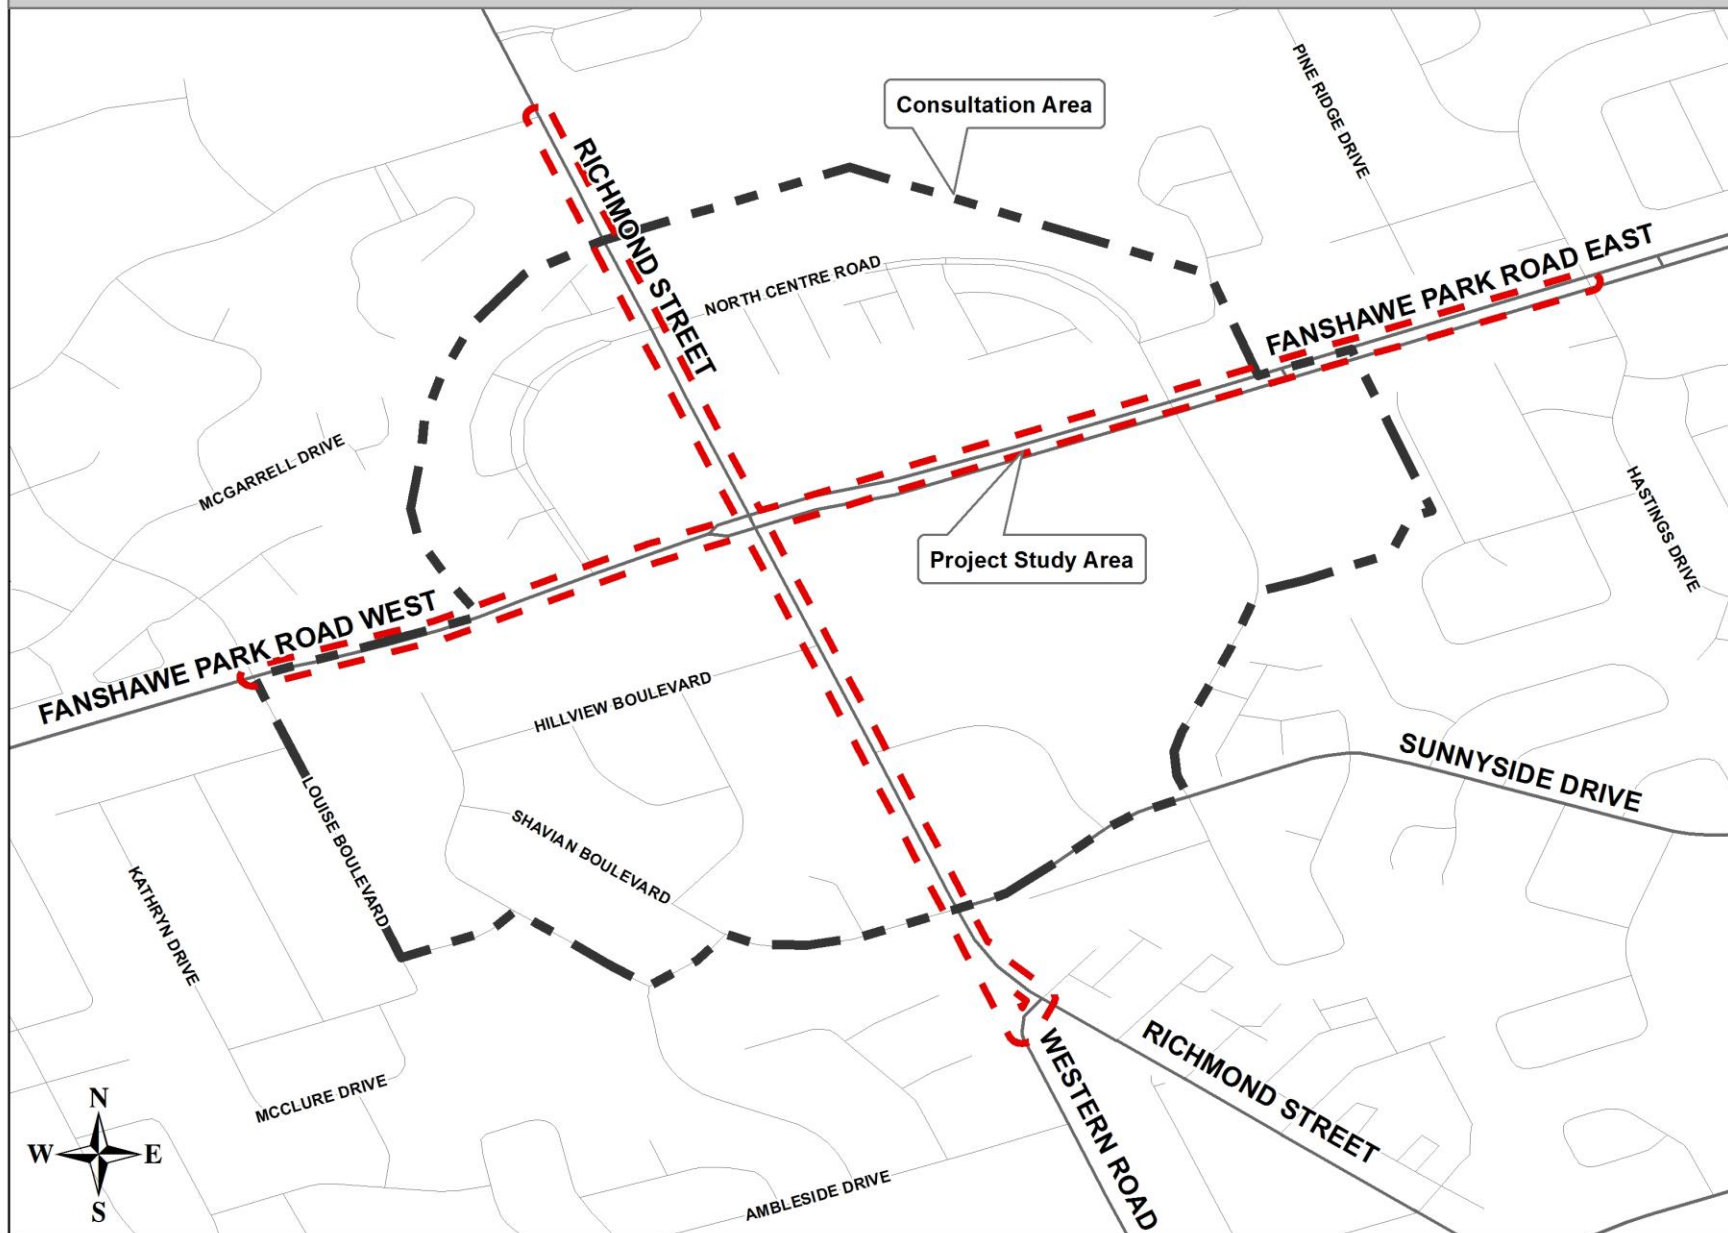 PINE RIDGE DRIVE
Consultation Area
RICHMOND STREET
NORTH CENTRE ROAD
FANSHAWE PARK ROAD EAST
MCGARRELL DRIVE
HASTINGS DRIVE
Project Study Area
FANSHAWE PARK ROAD WEST
HILLVIEW BOULEVARD
SUNNYSIDE DRIVE
LOUISE BOULEVARD
SHAVIAN BOULEVARD
KATHRYN DRIVE
RICHMOND STREET
WESTERN ROAD
MCCLURE DRIVE
AMBLESIDE DRIVE
N
W E
S